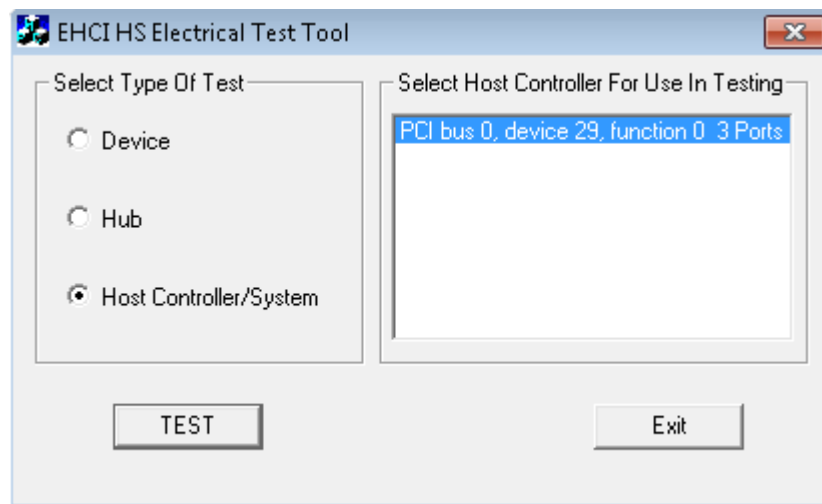 EHCI HS Electrical Test Tool
Select Type Of Test
Device
Hub
Host Controller/System
Select Host Controller For Use In Testing
PCI bus 0, device 29, function 0  3 Ports
TEST
Exit